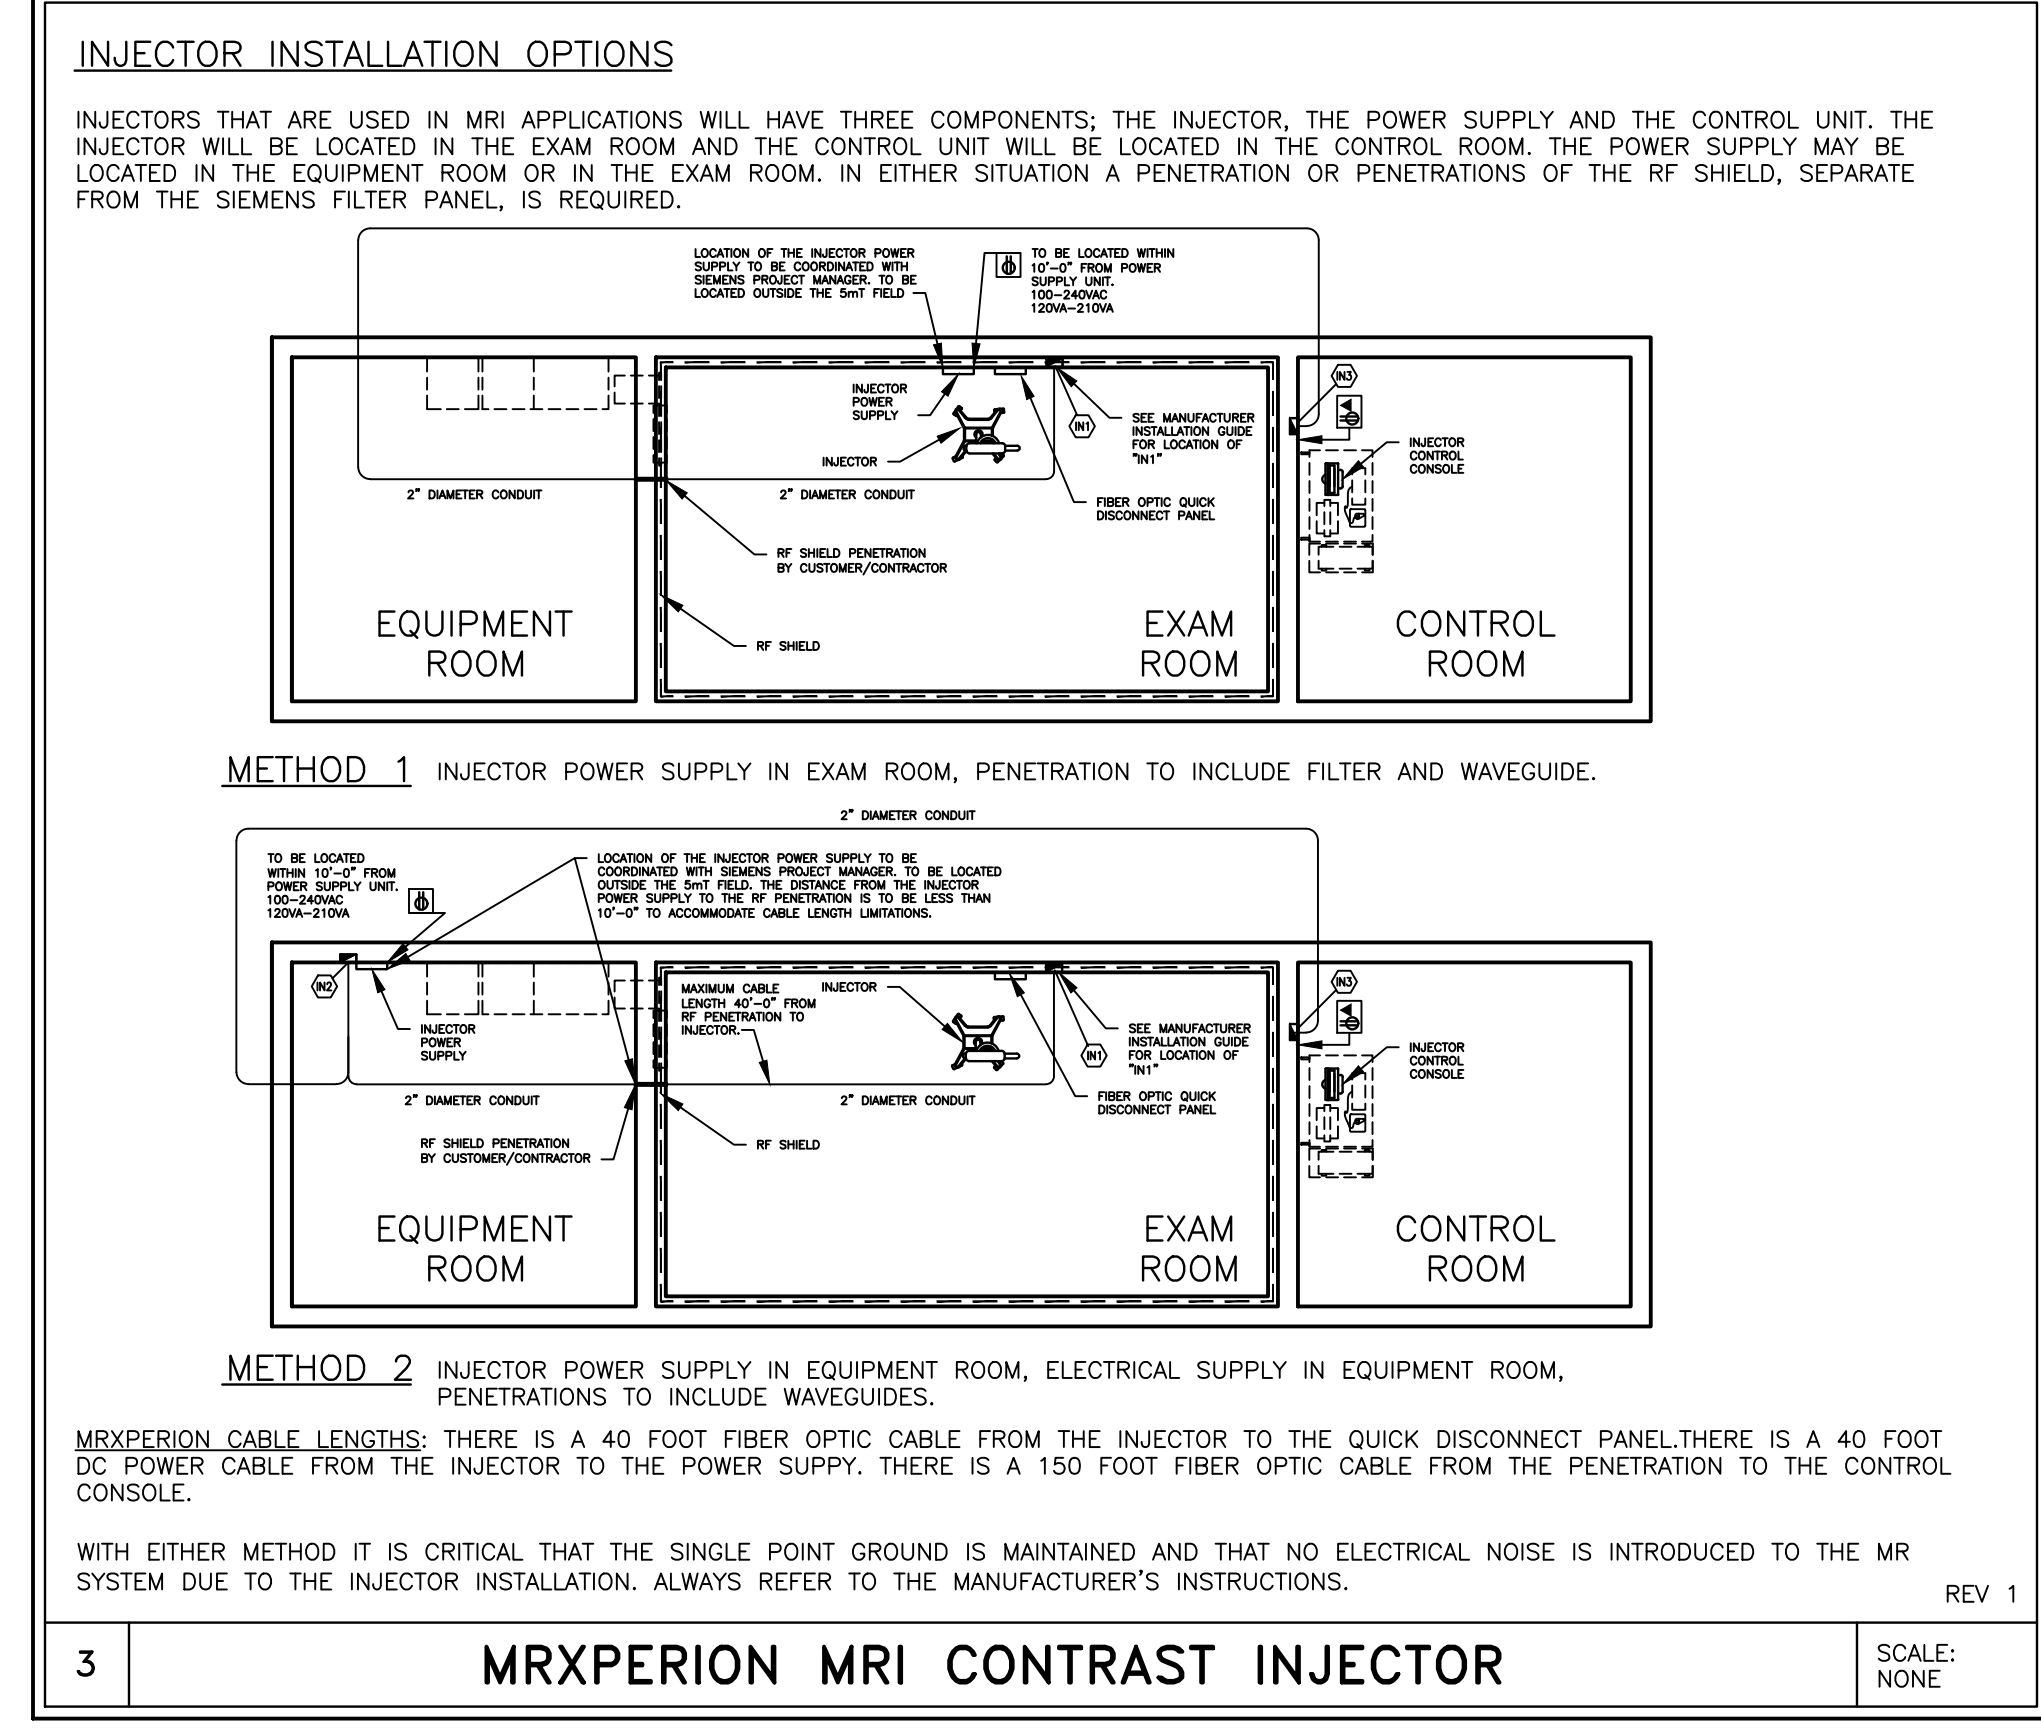 INJECTOR INSTALLATION OPTIONS
INJECTORS THAT ARE USED IN MRI APPLICATIONS WILL HAVE THREE COMPONENTS; THE INJECTOR, THE POWER SUPPLY AND THE CONTROL UNIT. THE
INJECTOR WILL BE LOCATED IN THE EXAM ROOM AND THE CONTROL UNIT WILL BE LOCATED IN THE CONTROL ROOM. THE POWER SUPPLY MAY BE
LOCATED IN THE EQUIPMENT ROOM OR IN THE EXAM ROOM. IN EITHER SITUATION A PENETRATION OR PENETRATIONS OF THE RF SHIELD, SEPARATE
FROM THE SIEMENS FILTER PANEL, IS REQUIRED.
LOCATION OF THE INJECTOR POWER
SUPPLY TO BE COORDINATED WITH
SIEMENS PROJECT MANAGER. TO BE
LOCATED OUTSIDE THE 5mT FIELD
TO BE LOCATED WITHIN
10'-0" FROM POWER
SUPPLY UNIT.
100-240VAC
120VA-210VA
INJECTOR
POWER
SUPPLY
INJECTOR
IN1
SEE MANUFACTURER
INSTALLATION GUIDE
FOR LOCATION OF
"IN1"
IN3
INJECTOR
CONTROL
CONSOLE
2" DIAMETER CONDUIT
2" DIAMETER CONDUIT
FIBER OPTIC QUICK
DISCONNECT PANEL
RF SHIELD PENETRATION
BY CUSTOMER/CONTRACTOR
RF SHIELD
EQUIPMENT
ROOM
EXAM
ROOM
CONTROL
ROOM
METHOD 1 INJECTOR POWER SUPPLY IN EXAM ROOM, PENETRATION TO INCLUDE FILTER AND WAVEGUIDE.
2" DIAMETER CONDUIT
TO BE LOCATED
WITHIN 10'-0" FROM
POWER SUPPLY UNIT.
100-240VAC
120VA-210VA
LOCATION OF THE INJECTOR POWER SUPPLY TO BE
COORDINATED WITH SIEMENS PROJECT MANAGER. TO BE LOCATED
OUTSIDE THE 5mT FIELD. THE DISTANCE FROM THE INJECTOR
POWER SUPPLY TO THE RF PENETRATION IS TO BE LESS THAN
10'-0" TO ACCOMMODATE CABLE LENGTH LIMITATIONS.
IN2
INJECTOR
POWER
SUPPLY
MAXIMUM CABLE
LENGTH 40'-0" FROM
RF PENETRATION TO
INJECTOR.
INJECTOR
IN1
SEE MANUFACTURER
INSTALLATION GUIDE
FOR LOCATION OF
"IN1"
IN3
INJECTOR
CONTROL
CONSOLE
2" DIAMETER CONDUIT
2" DIAMETER CONDUIT
FIBER OPTIC QUICK
DISCONNECT PANEL
RF SHIELD PENETRATION
BY CUSTOMER/CONTRACTOR
RF SHIELD
EQUIPMENT
ROOM
EXAM
ROOM
CONTROL
ROOM
METHOD 2 INJECTOR POWER SUPPLY IN EQUIPMENT ROOM, ELECTRICAL SUPPLY IN EQUIPMENT ROOM,
PENETRATIONS TO INCLUDE WAVEGUIDES.
MRXPERION CABLE LENGTHS: THERE IS A 40 FOOT FIBER OPTIC CABLE FROM THE INJECTOR TO THE QUICK DISCONNECT PANEL.THERE IS A 40 FOOT
DC POWER CABLE FROM THE INJECTOR TO THE POWER SUPPY. THERE IS A 150 FOOT FIBER OPTIC CABLE FROM THE PENETRATION TO THE CONTROL
CONSOLE.
WITH EITHER METHOD IT IS CRITICAL THAT THE SINGLE POINT GROUND IS MAINTAINED AND THAT NO ELECTRICAL NOISE IS INTRODUCED TO THE MR
SYSTEM DUE TO THE INJECTOR INSTALLATION. ALWAYS REFER TO THE MANUFACTURER'S INSTRUCTIONS.
REV 1
3
MRXPERION MRI CONTRAST INJECTOR
SCALE:
NONE